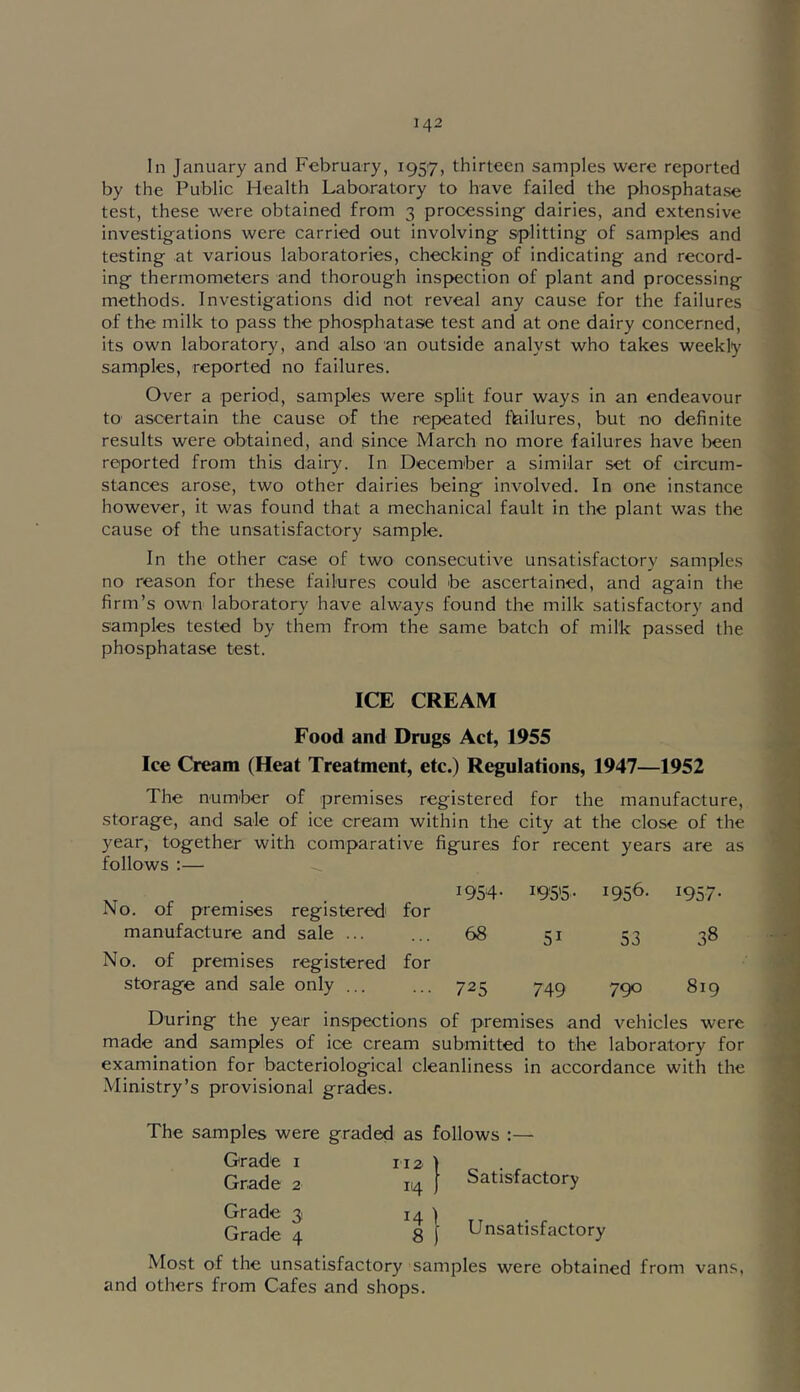 142
In January and February, 1957, thirteen samples were reported
by the Public Health Laboratory to have failed the phosphatase
test, these were obtained from 3 processing dairies, and extensive
investigations were carried out involving splitting of samples and
testing at various laboratories, checking of indicating and record-
ing thermometers and thorough inspection of plant and processing
methods. Investigations did not reveal any cause for the failures
of the milk to pass the phosphatase test and at one dairy concerned,
its own laboratory, and also an outside analyst who takes weekly
samples, reported no failures.
Over a period, samples were split four ways in an endeavour
to ascertain the cause of the repeated failures, but no definite
results were obtained, and since March no more failures have been
reported from this dairy. In December a similar set of circum-
stances arose, two other dairies being involved. In one instance
however, it was found that a mechanical fault in the plant was the
cause of the unsatisfactory sample.
In the other case of two consecutive unsatisfactory samples
no reason for these failures could be ascertained, and again the
firm's own laboratory have always found the milk satisfactory and
samples tested by them from the same batch of milk passed the
phosphatase test.
ICE CREAM
Food and Drugs Act, 1955
Ice Cream (Heat Treatment, etc.) Regulations, 1947—1952
The number of premises registered for the manufacture,
storage, and sale of ice cream within the city at the close of the
year, together with comparative figures for recent years are as
follows :—
1954. 1955. 1956. 1957.
No. of premises registered for
manufacture and sale ... ... 68 51 53 38
No. of premises registered for
storage and sale only ... ... 725 749 790 819
During the year inspections of premises and vehicles were
made and samples of ice cream submitted to the laboratory for
examination for bacteriological cleanliness in accordance with the
Ministry's provisional grades.
The samples were graded as follows :—
Grade 1 112 } Satisfactory
Grade 2 14
Grade 3 14 } Unsatisfactory
Grade 4 8
Most of the unsatisfactory samples were obtained from vans,
and others from Cafes and shops.